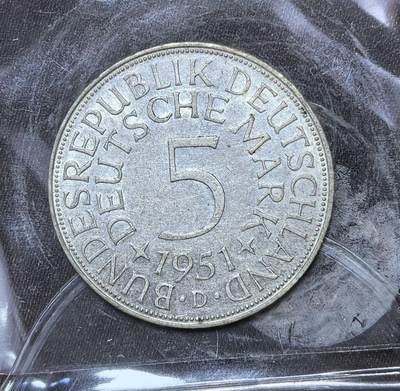 BUNDESREPUBLIK DEUTSCHLAND
DEUTSCHE MARK
5
1951
· D ·